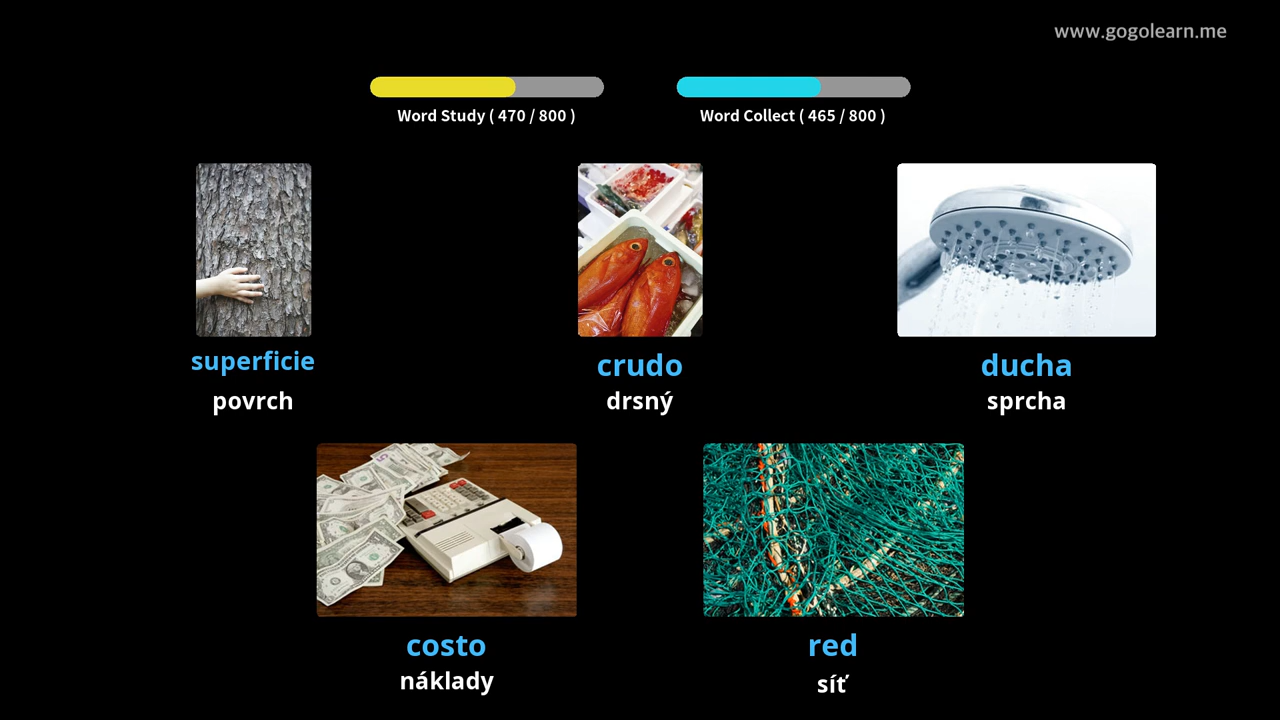 www.gogolearn.me
Word Study ( 470 / 800 )
Word Collect ( 465 / 800 )
superficie
povrch
crudo
drsný
ducha
sprcha
costo
náklady
red
síť